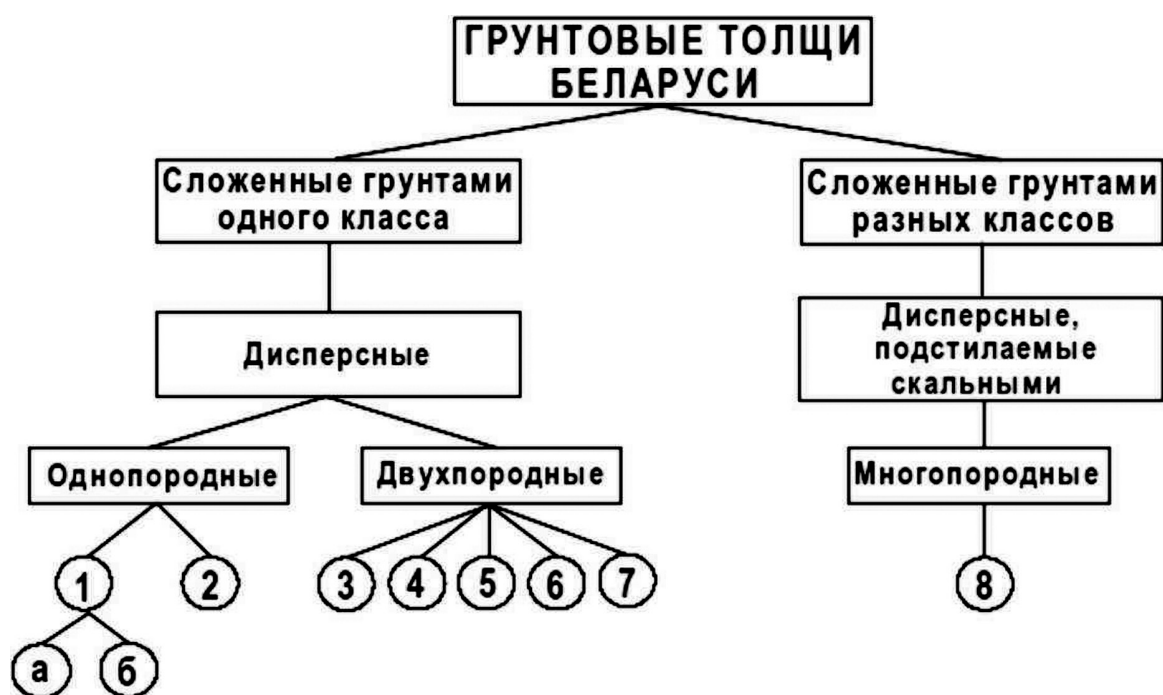 ГРУНТОВЫЕ ТОЛЩИ
БЕЛАРУСИ
Сложенные грунтами
одного класса
Сложенные грунтами
разных классов
Дисперсные
Дисперсные,
подстилаемые
скальными
Однопородные
Двухпородные
Многопородные
1
2
3
4
5
6
7
8
а
б